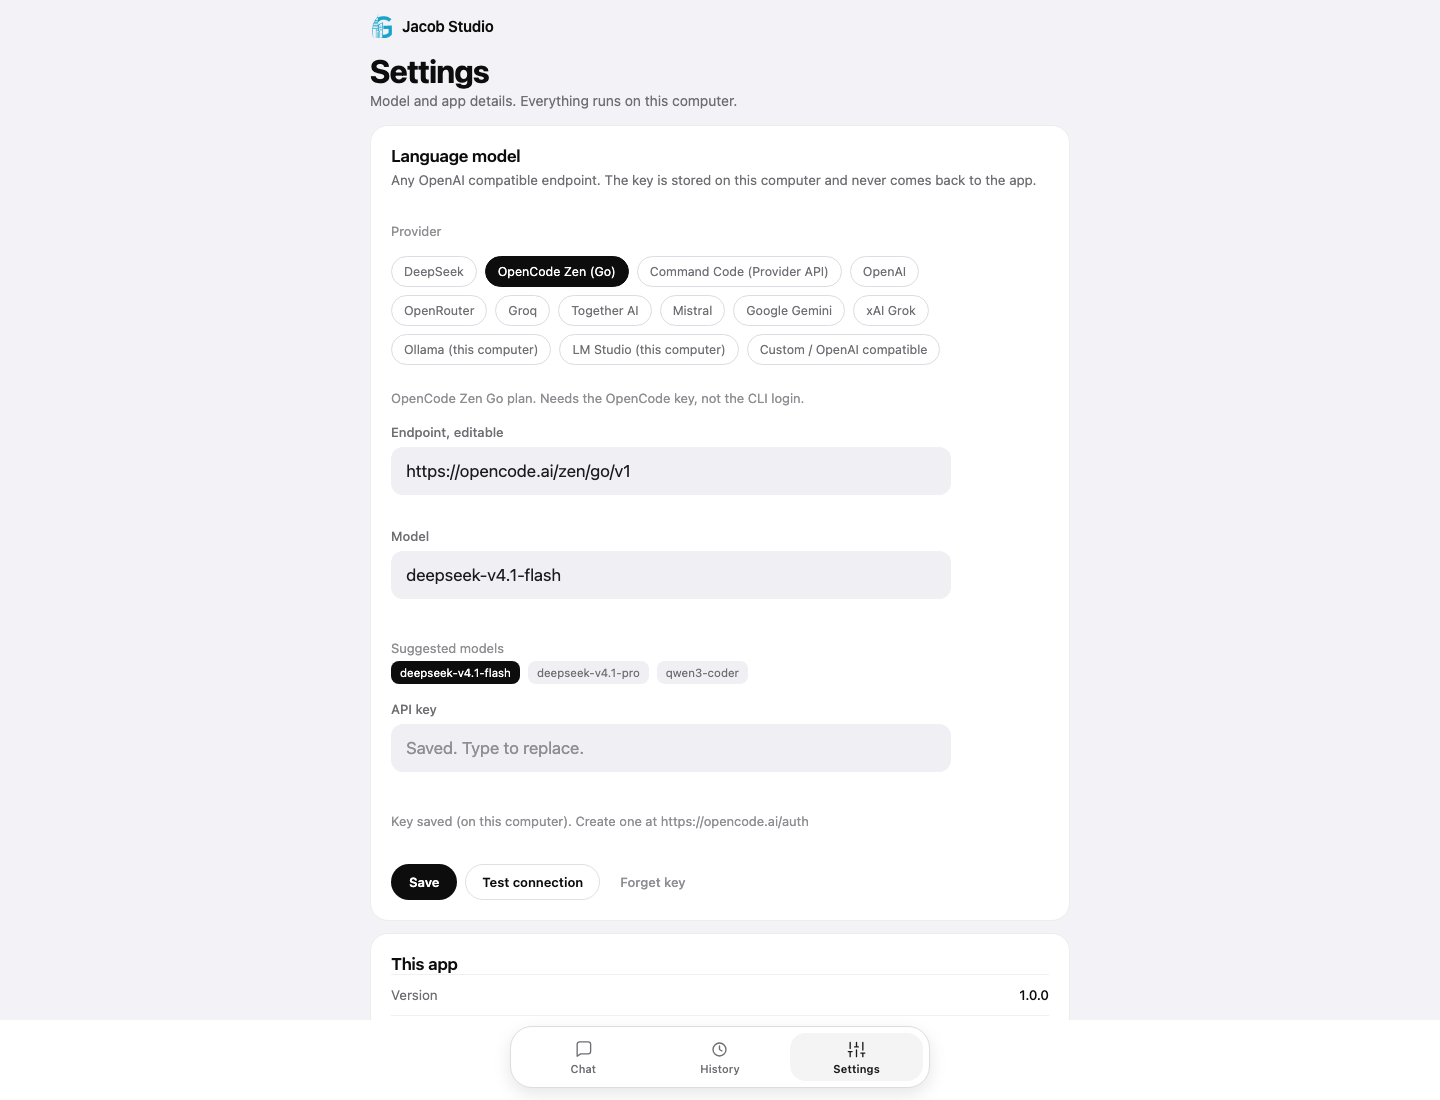 Jacob Studio
Settings
Model and app details. Everything runs on this computer.
Language model
Any OpenAI compatible endpoint. The key is stored on this computer and never comes back to the app.
Provider
DeepSeek OpenCode Zen (Go) Command Code (Provider API) OpenAI
OpenRouter Groq Together AI Mistral Google Gemini xAI Grok
Ollama (this computer) LM Studio (this computer) Custom / OpenAI compatible
OpenCode Zen Go plan. Needs the OpenCode key, not the CLI login.
Endpoint, editable
https://opencode.ai/zen/go/v1
Model
deepseek-v4.1-flash
Suggested models
deepseek-v4.1-flash deepseek-v4.1-pro qwen3-coder
API key
Saved. Type to replace.
Key saved (on this computer). Create one at https://opencode.ai/auth
Save Test connection Forget key
This app
Version 1.0.0
Chat History Settings